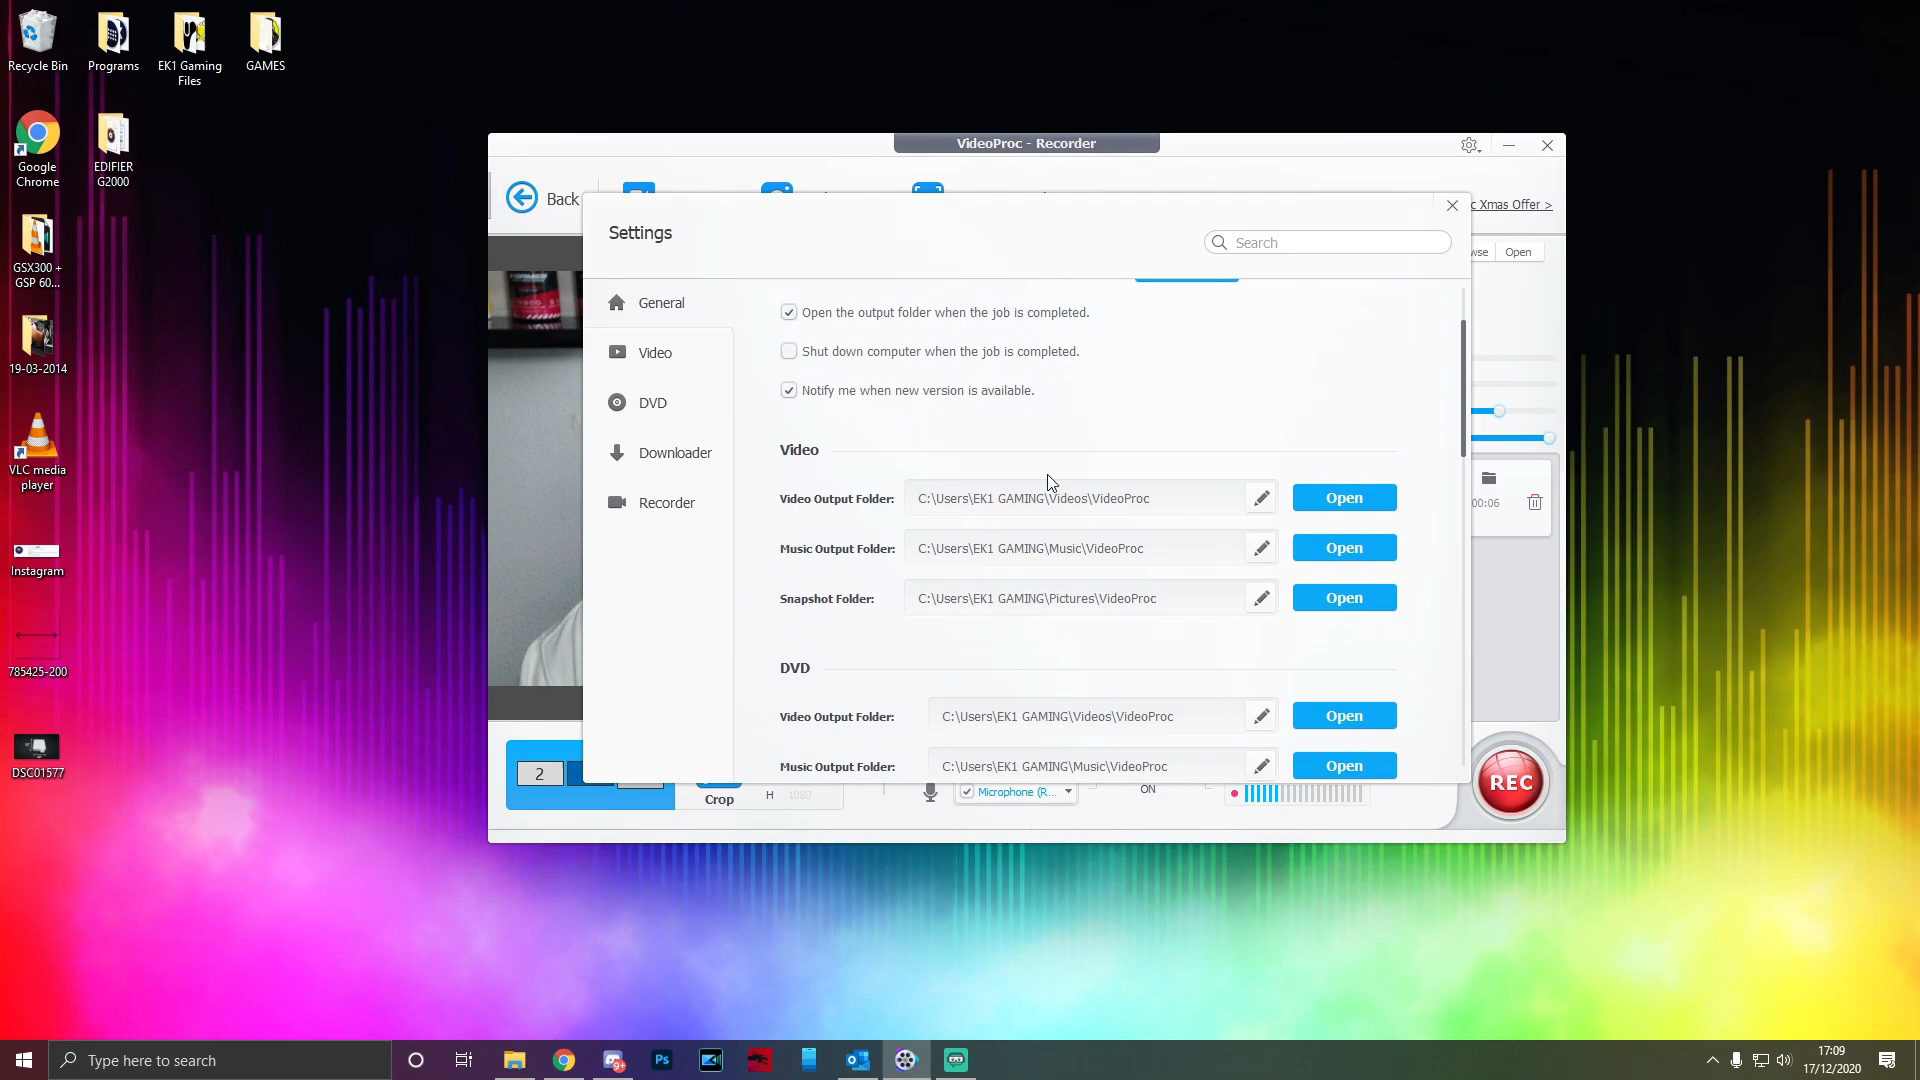 Recycle Bin
Programs
EK1 Gaming
Files
GAMES
Google
Chrome
EDIFIER
G2000
GSX300 +
GSP 60...
19-03-2014
VLC media
player
Instagram
785425-200
DSC01577
VideoProc - Recorder
Back
c Xmas Offer >
Settings
Search
wse
Open
General
Video
DVD
Downloader
Recorder
Open the output folder when the job is completed.
Shut down computer when the job is completed.
Notify me when new version is available.
Video
Video Output Folder:
C:\Users\EK1 GAMING\Videos\VideoProc
Open
Music Output Folder:
C:\Users\EK1 GAMING\Music\VideoProc
Open
Snapshot Folder:
C:\Users\EK1 GAMING\Pictures\VideoProc
Open
DVD
Video Output Folder:
C:\Users\EK1 GAMING\Videos\VideoProc
Open
Music Output Folder:
C:\Users\EK1 GAMING\Music\VideoProc
Open
00:06
2
Crop
H
1080
Microphone (R...
ON
REC
Type here to search
9+
Ps
17:09
17/12/2020